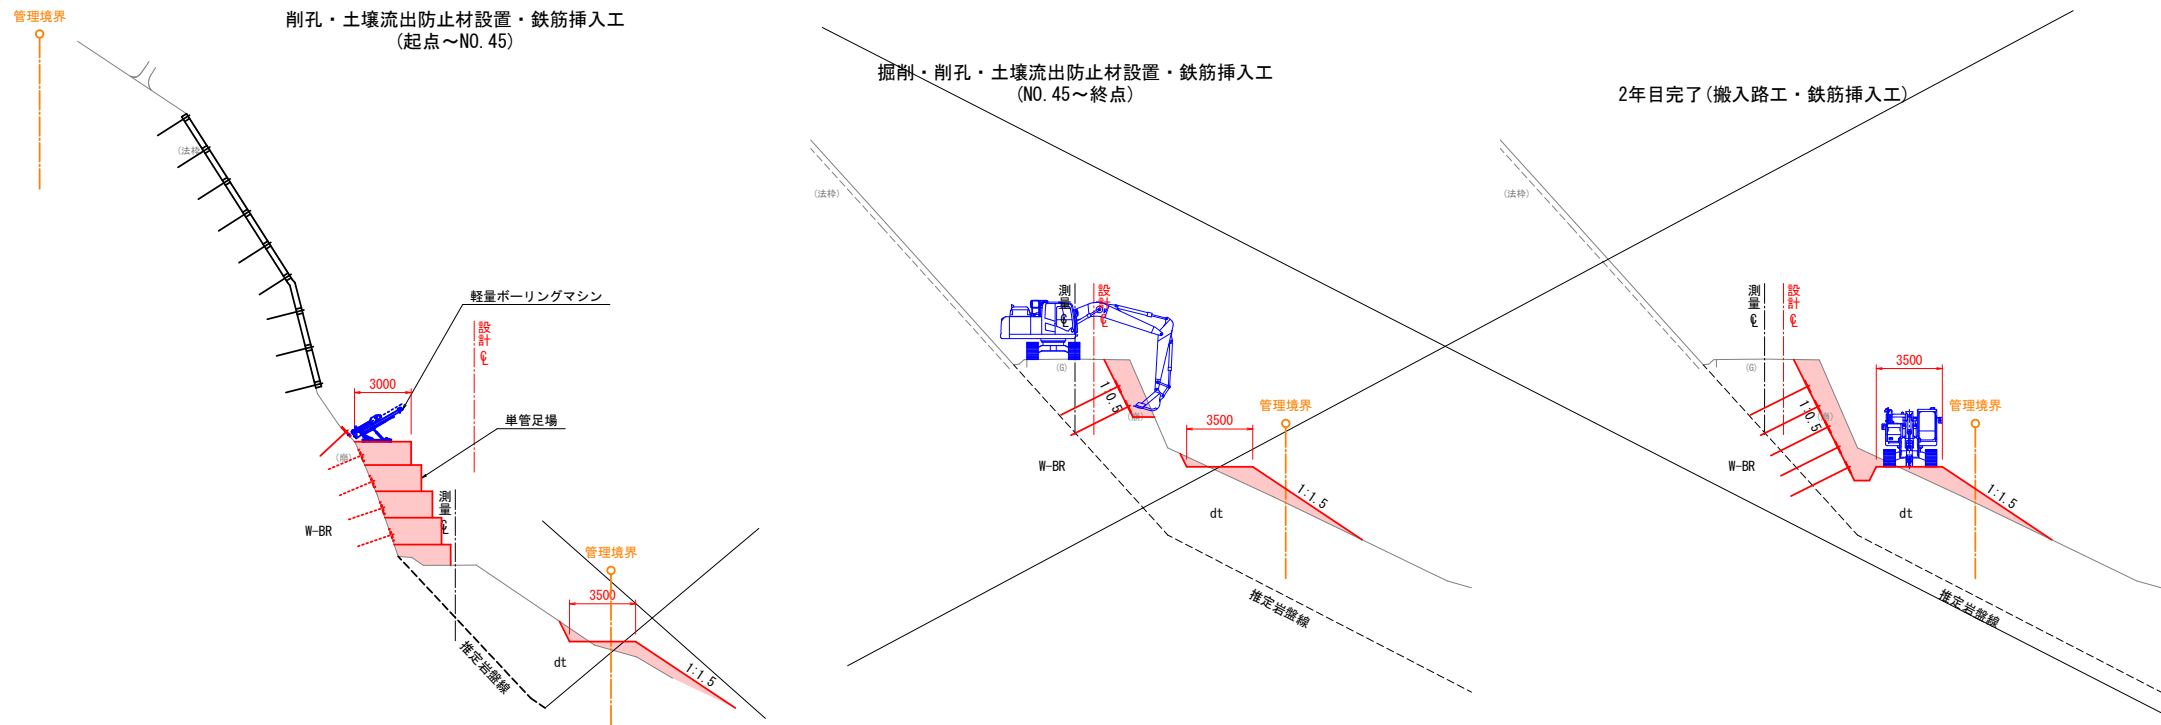 管理境界
削孔・土壌流出防止材設置・鉄筋挿入工
(起点～NO.45)
(法枠)
軽量ボーリングマシン
設計 ℄
3000
単管足場
(崩)
測量 ℄
W-BR
管理境界
3500
dt
1:1.5
推定岩盤線
掘削・削孔・土壌流出防止材設置・鉄筋挿入工
(NO.45～終点)
(法枠)
測量 ℄
設計 ℄
(G)
1:0.5
(崩)
管理境界
3500
W-BR
1:1.5
dt
推定岩盤線
2年目完了(搬入路工・鉄筋挿入工)
(法枠)
測量 ℄
設計 ℄
3500
(G)
1:0.5
(崩)
管理境界
W-BR
1:1.5
dt
推定岩盤線